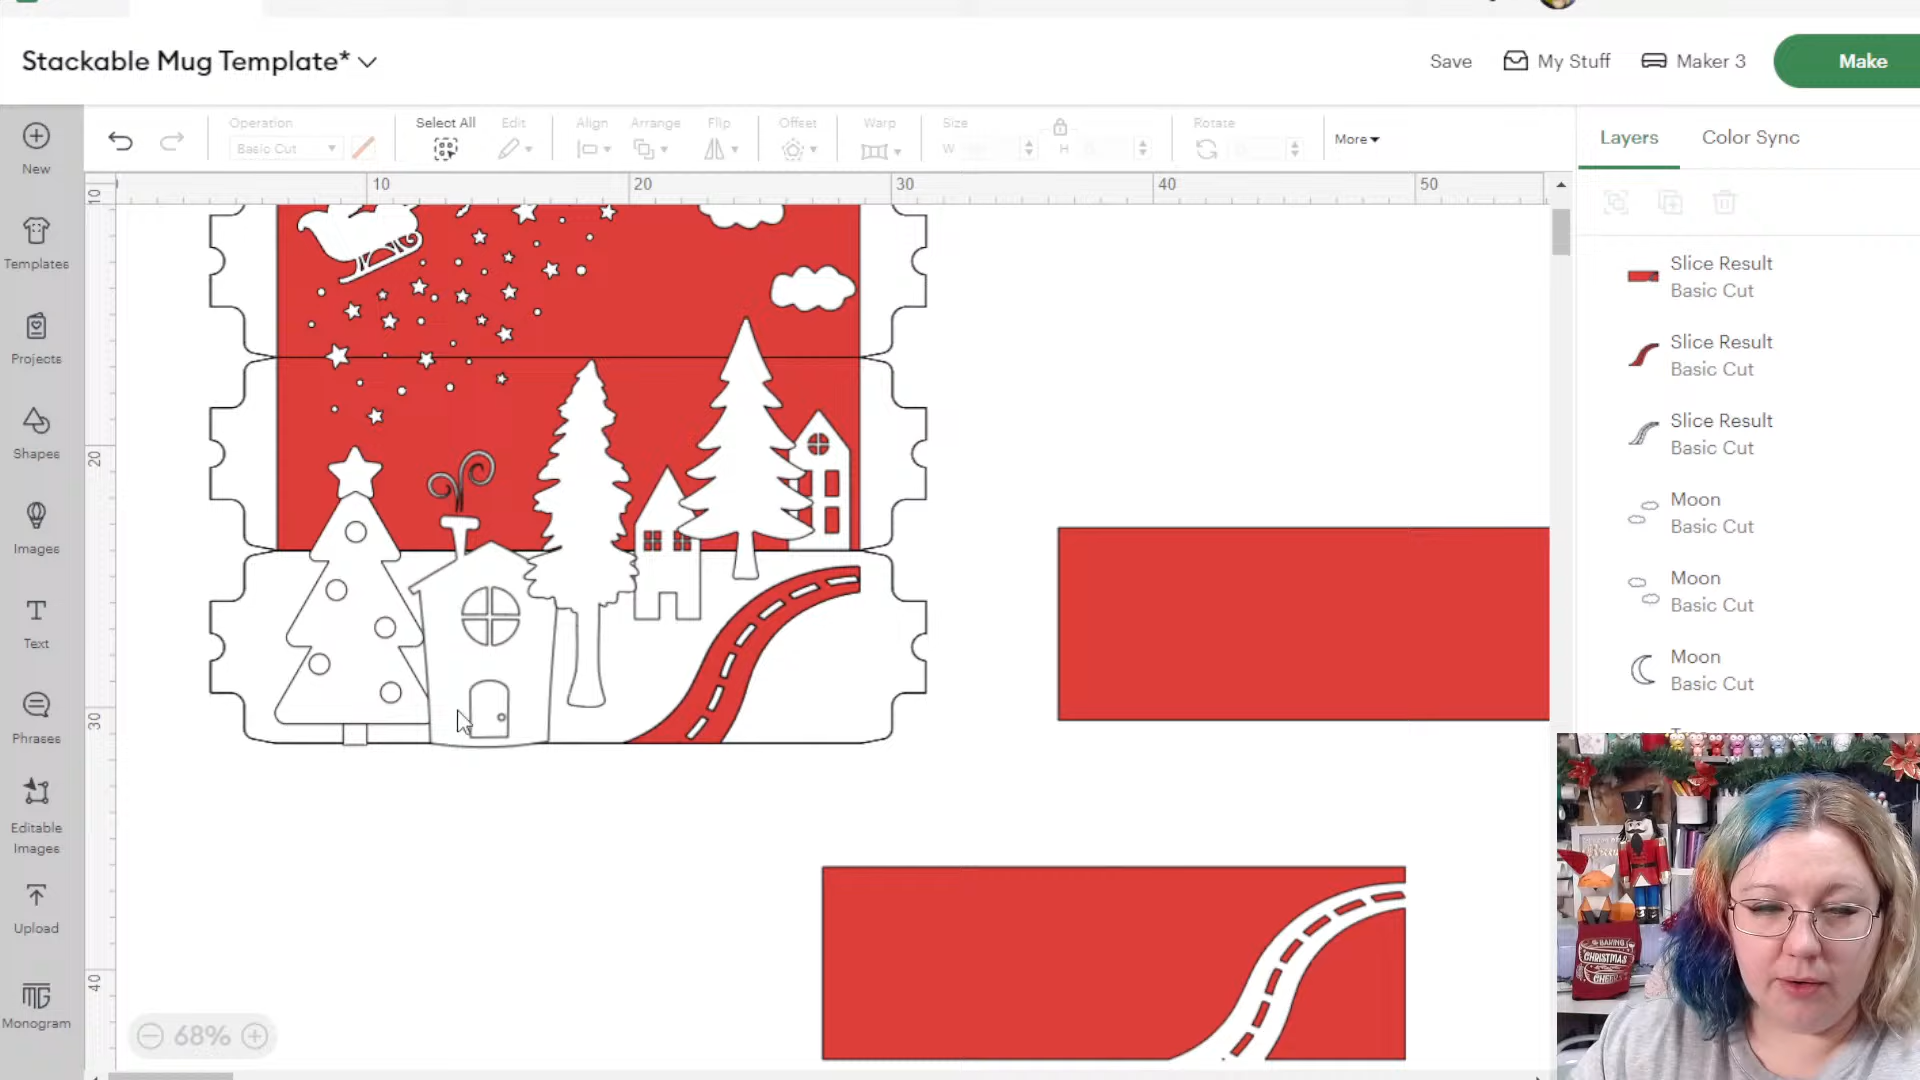 Stackable Mug Template*
Save
My Stuff
Maker 3
Make
New
Templates
Projects
Shapes
Images
Text
Phrases
Editable
Images
Upload
Monogram
Operation
Basic Cut
Select All
Edit
Align
Arrange
Flip
Offset
Warp
Size
W
H
Rotate
More
Layers
Color Sync
10
20
30
40
50
10
20
30
40
Slice Result
Basic Cut
Slice Result
Basic Cut
Slice Result
Basic Cut
Moon
Basic Cut
Moon
Basic Cut
Moon
Basic Cut
68%
BAKING
CHRISTMAS
CHEER